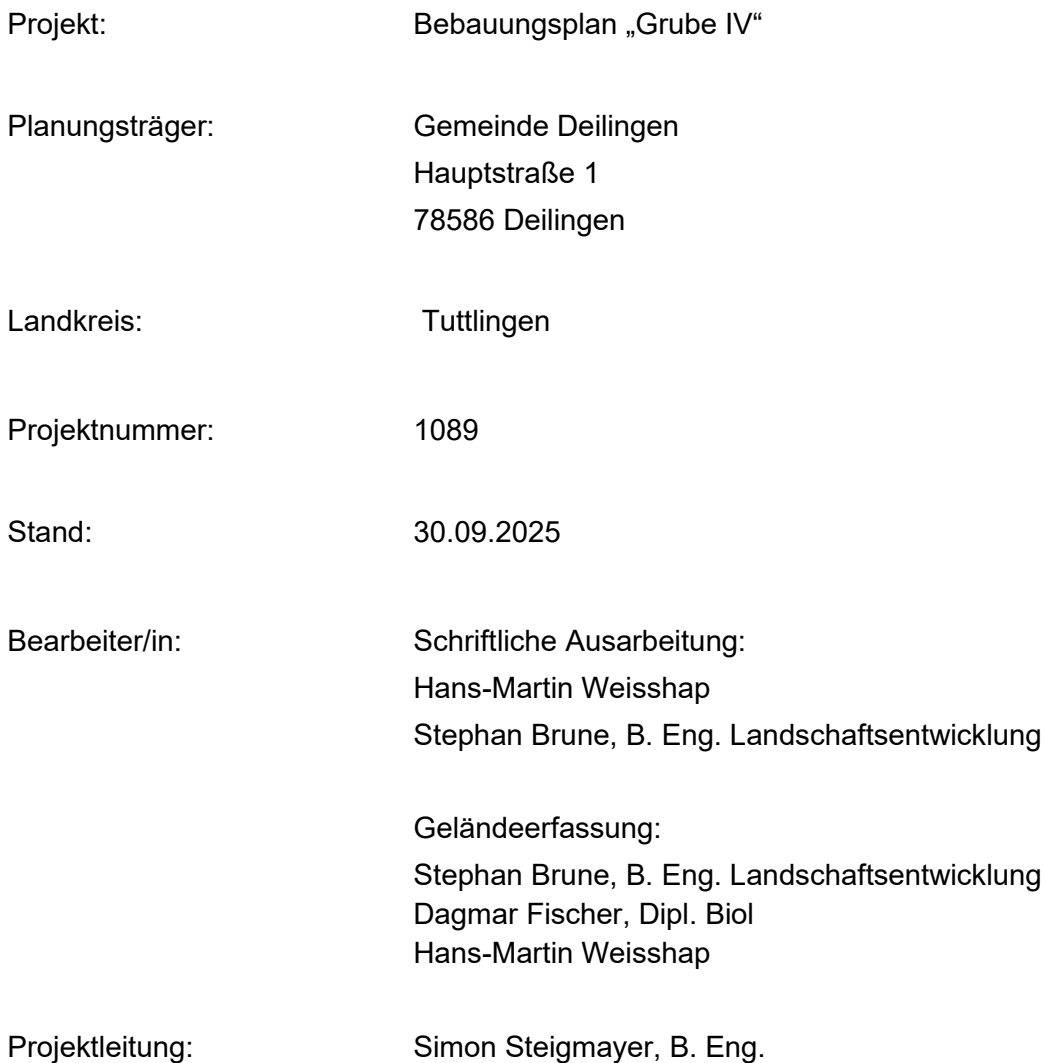 Projekt: Bebauungsplan „Grube IV“
Planungsträger: Gemeinde Deilingen
Hauptstraße 1
78586 Deilingen
Landkreis: Tuttlingen
Projektnummer: 1089
Stand: 30.09.2025
Bearbeiter/in: Schriftliche Ausarbeitung:
Hans-Martin Weisshap
Stephan Brune, B. Eng. Landschaftsentwicklung
Geländeerfassung:
Stephan Brune, B. Eng. Landschaftsentwicklung
Dagmar Fischer, Dipl. Biol
Hans-Martin Weisshap
Projektleitung: Simon Steigmayer, B. Eng.